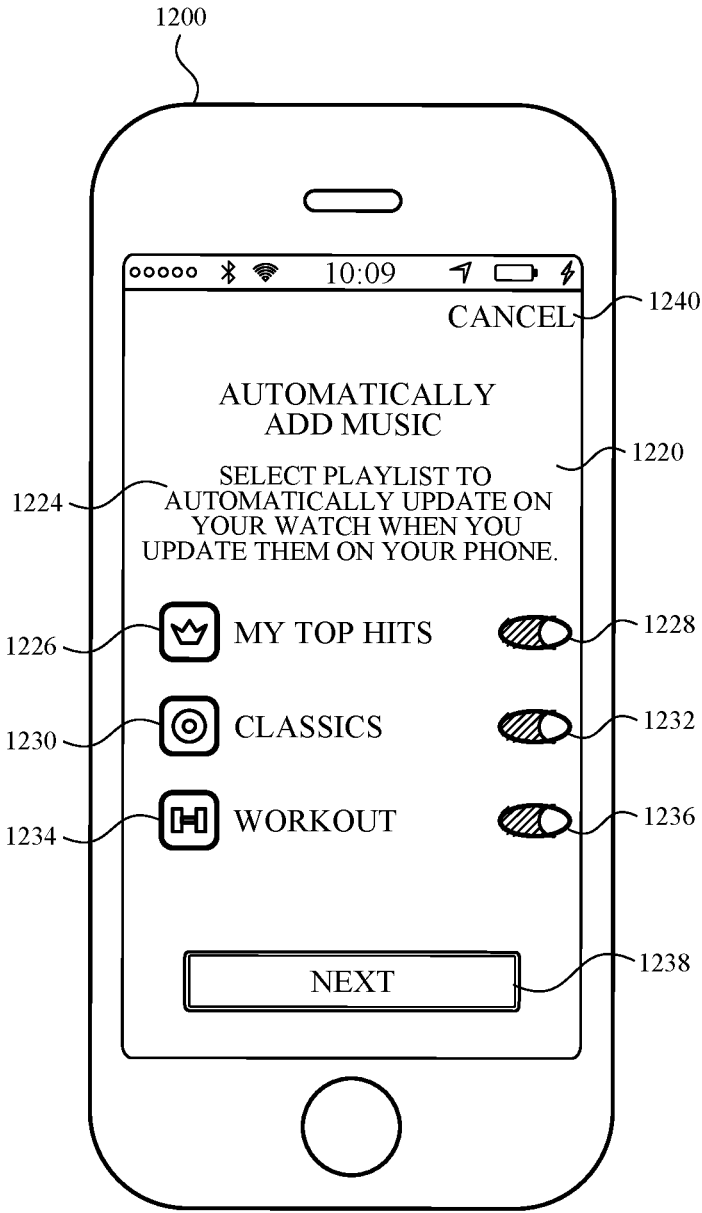 1200
10:09
CANCEL
1240
AUTOMATICALLY
ADD MUSIC
1220
1224
SELECT PLAYLIST TO
AUTOMATICALLY UPDATE ON
YOUR WATCH WHEN YOU
UPDATE THEM ON YOUR PHONE.
1226
MY TOP HITS
1228
1230
CLASSICS
1232
1234
WORKOUT
1236
NEXT
1238